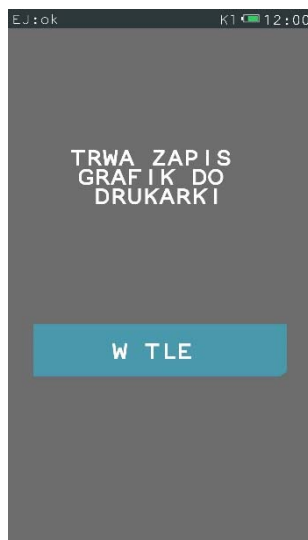 EJ:ok K1 12:00
TRWA ZAPIS
GRAFIK DO
DRUKARKI
W TLE